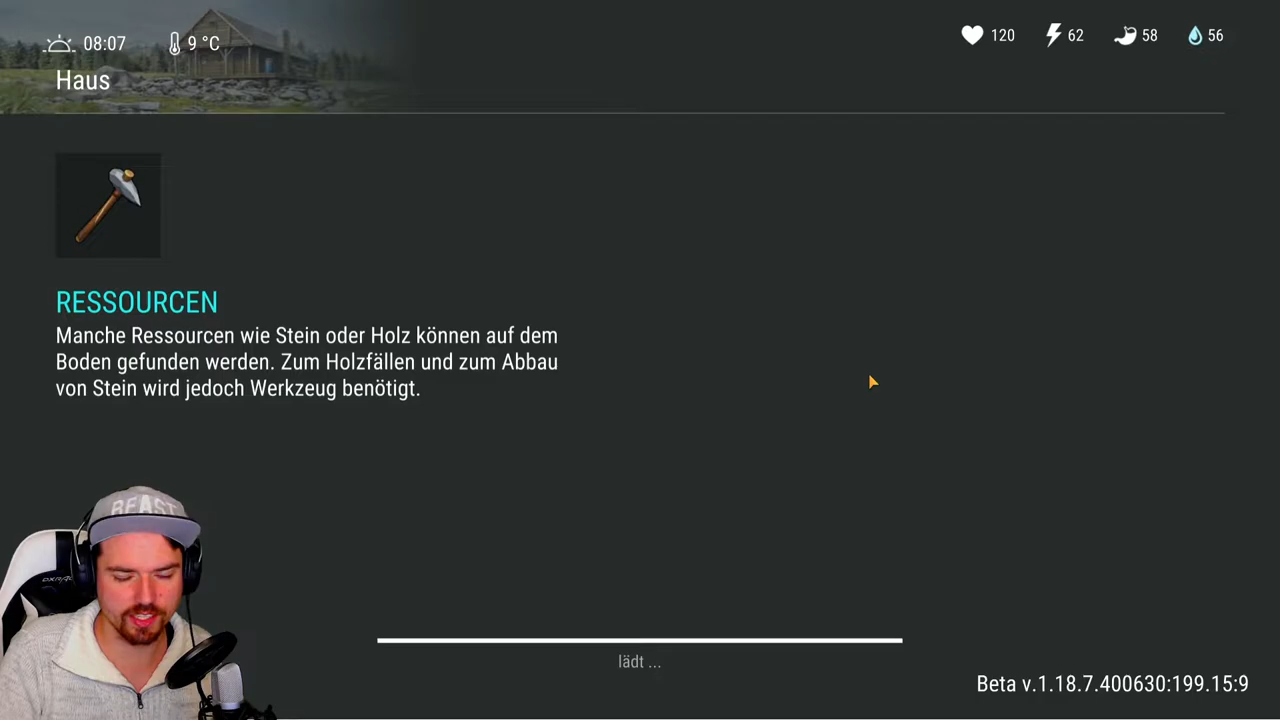 08:07 9 °C 120 62 58 56
Haus
RESSOURCEN
Manche Ressourcen wie Stein oder Holz können auf dem
Boden gefunden werden. Zum Holzfällen und zum Abbau
von Stein wird jedoch Werkzeug benötigt.
BEAST
lädt ...
Beta v.1.18.7.400630:199.15:9